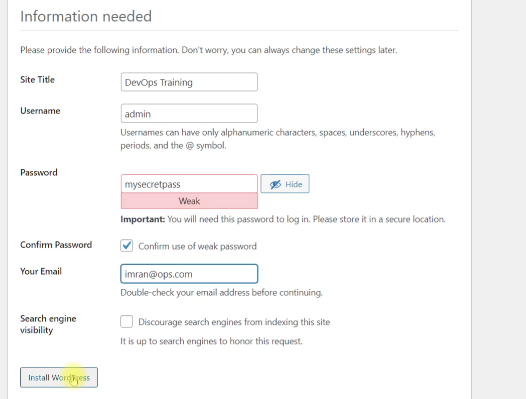 Information needed
Please provide the following information. Don't worry, you can always change these settings later.
Site Title
DevOps Training
Username
admin
Usernames can have only alphanumeric characters, spaces, underscores, hyphens,
periods, and the @ symbol.
Password
mysecretpass
Hide
Weak
Important: You will need this password to log in. Please store it in a secure location.
Confirm Password
Confirm use of weak password
Your Email
imran@ops.com
Double-check your email address before continuing.
Search engine
visibility
Discourage search engines from indexing this site
It is up to search engines to honor this request.
Install WordPress